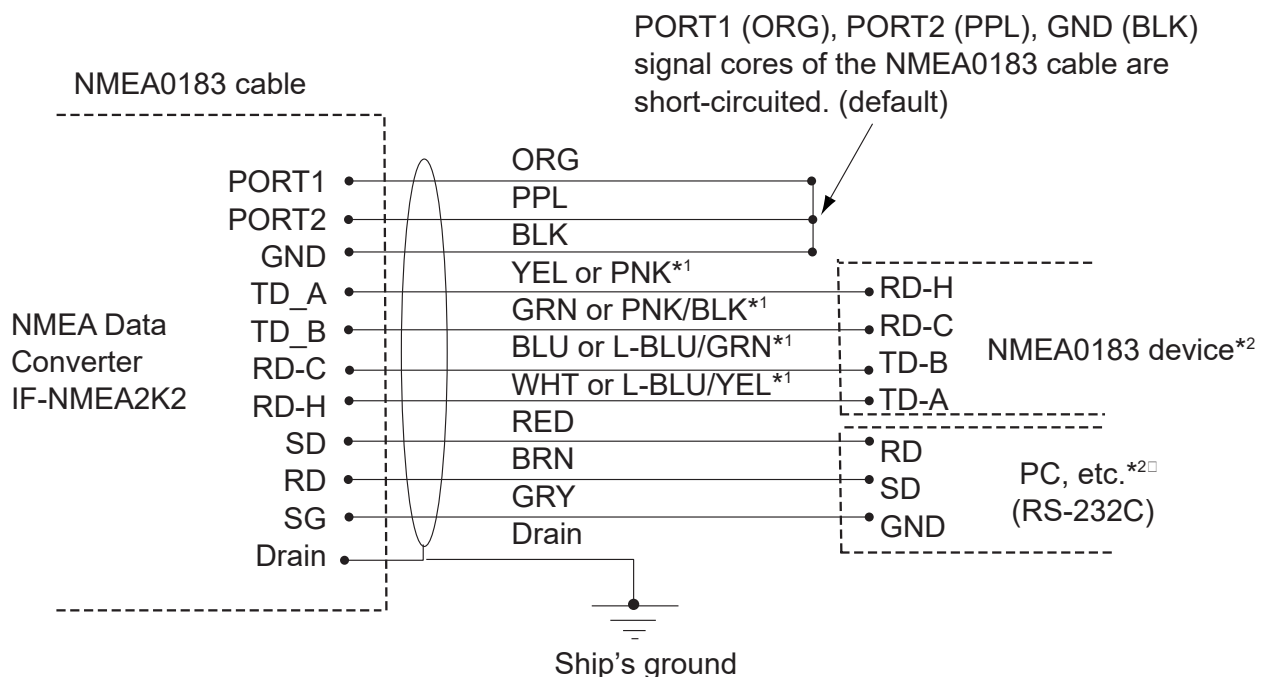 PORT1 (ORG), PORT2 (PPL), GND (BLK)
signal cores of the NMEA0183 cable are
short-circuited. (default)
NMEA0183 cable
NMEA Data
Converter
IF-NMEA2K2
PORT1
PORT2
GND
TD_A
TD_B
RD-C
RD-H
SD
RD
SG
Drain
ORG
PPL
BLK
YEL or PNK*1
GRN or PNK/BLK*1
BLU or L-BLU/GRN*1
WHT or L-BLU/YEL*1
RED
BRN
GRY
Drain
RD-H
RD-C
TD-B
TD-A
NMEA0183 device*2
RD
SD
GND
PC, etc.*2□
(RS-232C)
Ship's ground